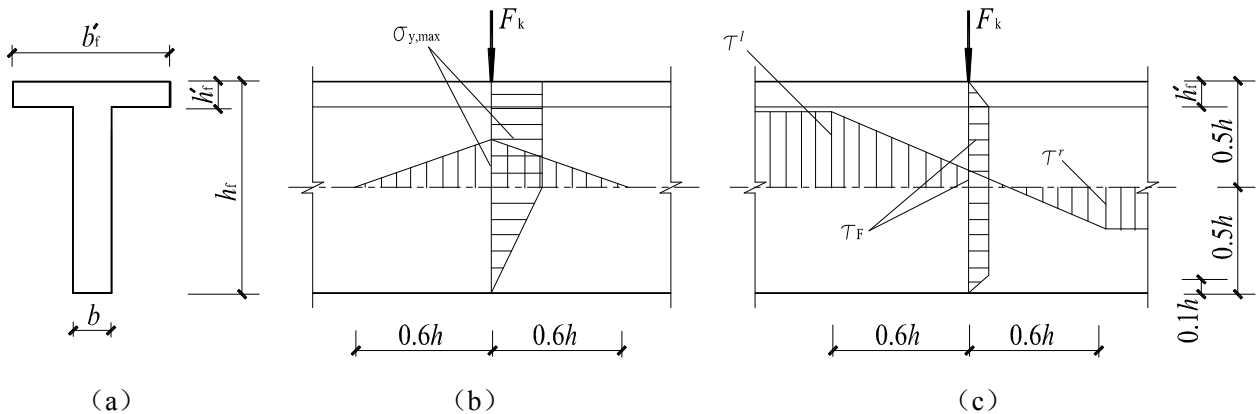 b′f
h′f
hf
b
(a)
Fk
σy,max
0.6h
0.6h
(b)
Fk
τl
τr
τF
0.6h
0.6h
(c)
h′f
0.5h
0.5h
0.1h